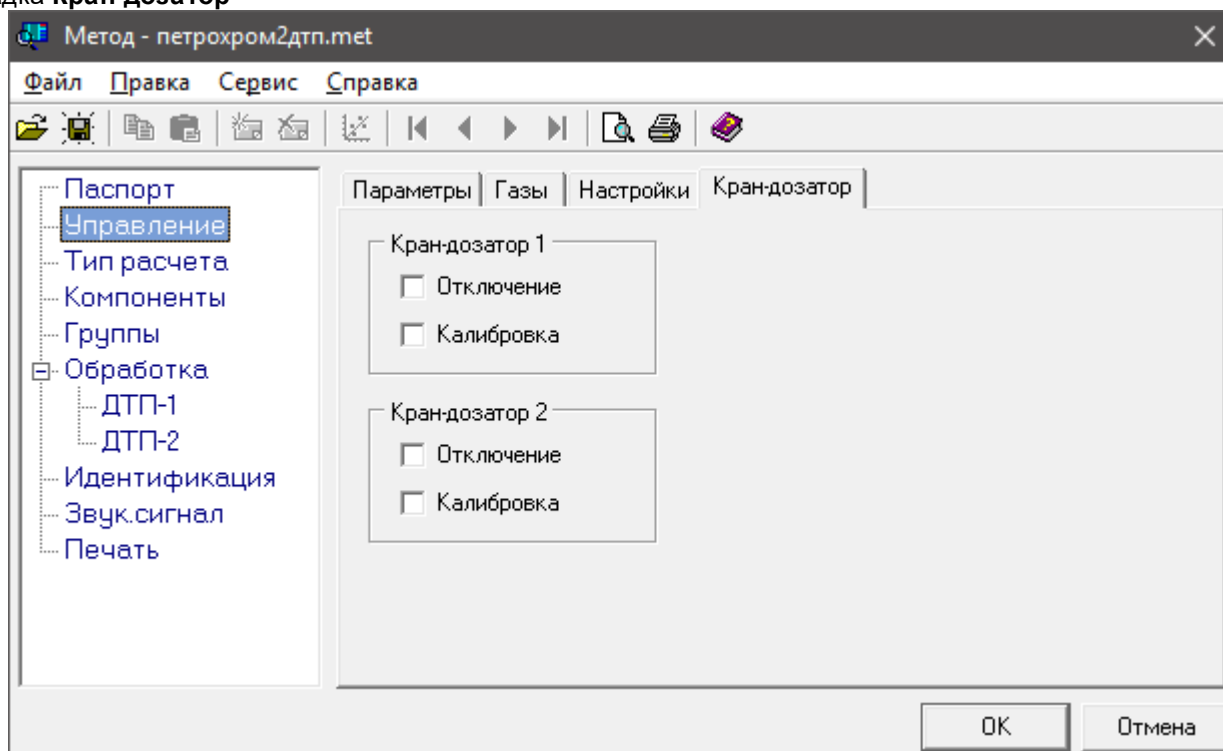 кран-дозатор
Метод - петрохром2дтп.met
Файл Правка Сервис Справка
Паспорт
Управление
Тип расчета
Компоненты
Группы
Обработка
ДТП-1
ДТП-2
Идентификация
Звук.сигнал
Печать
Параметры Газы Настройки Кран-дозатор
Кран-дозатор 1
Отключение
Калибровка
Кран-дозатор 2
Отключение
Калибровка
OK Отмена